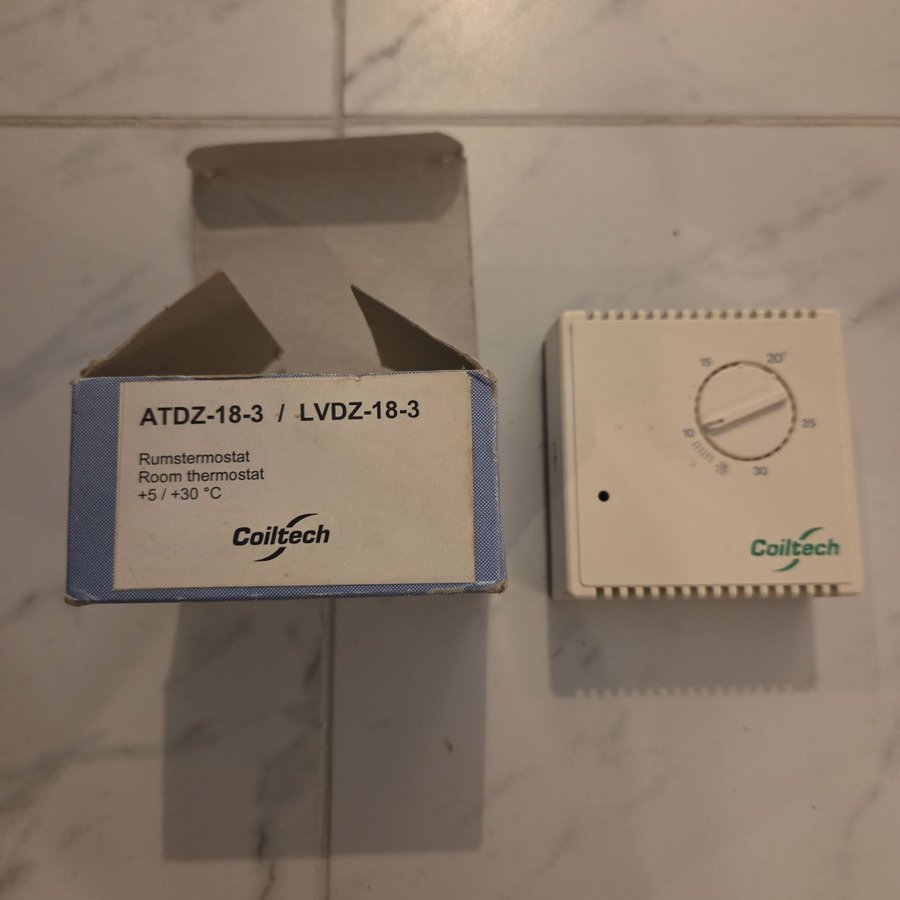 ATDZ-18-3 / LVDZ-18-3
Rumstermostat
Room thermostat
+5 / +30 °C
Coiltech
15
20°
10
25
30
Coiltech